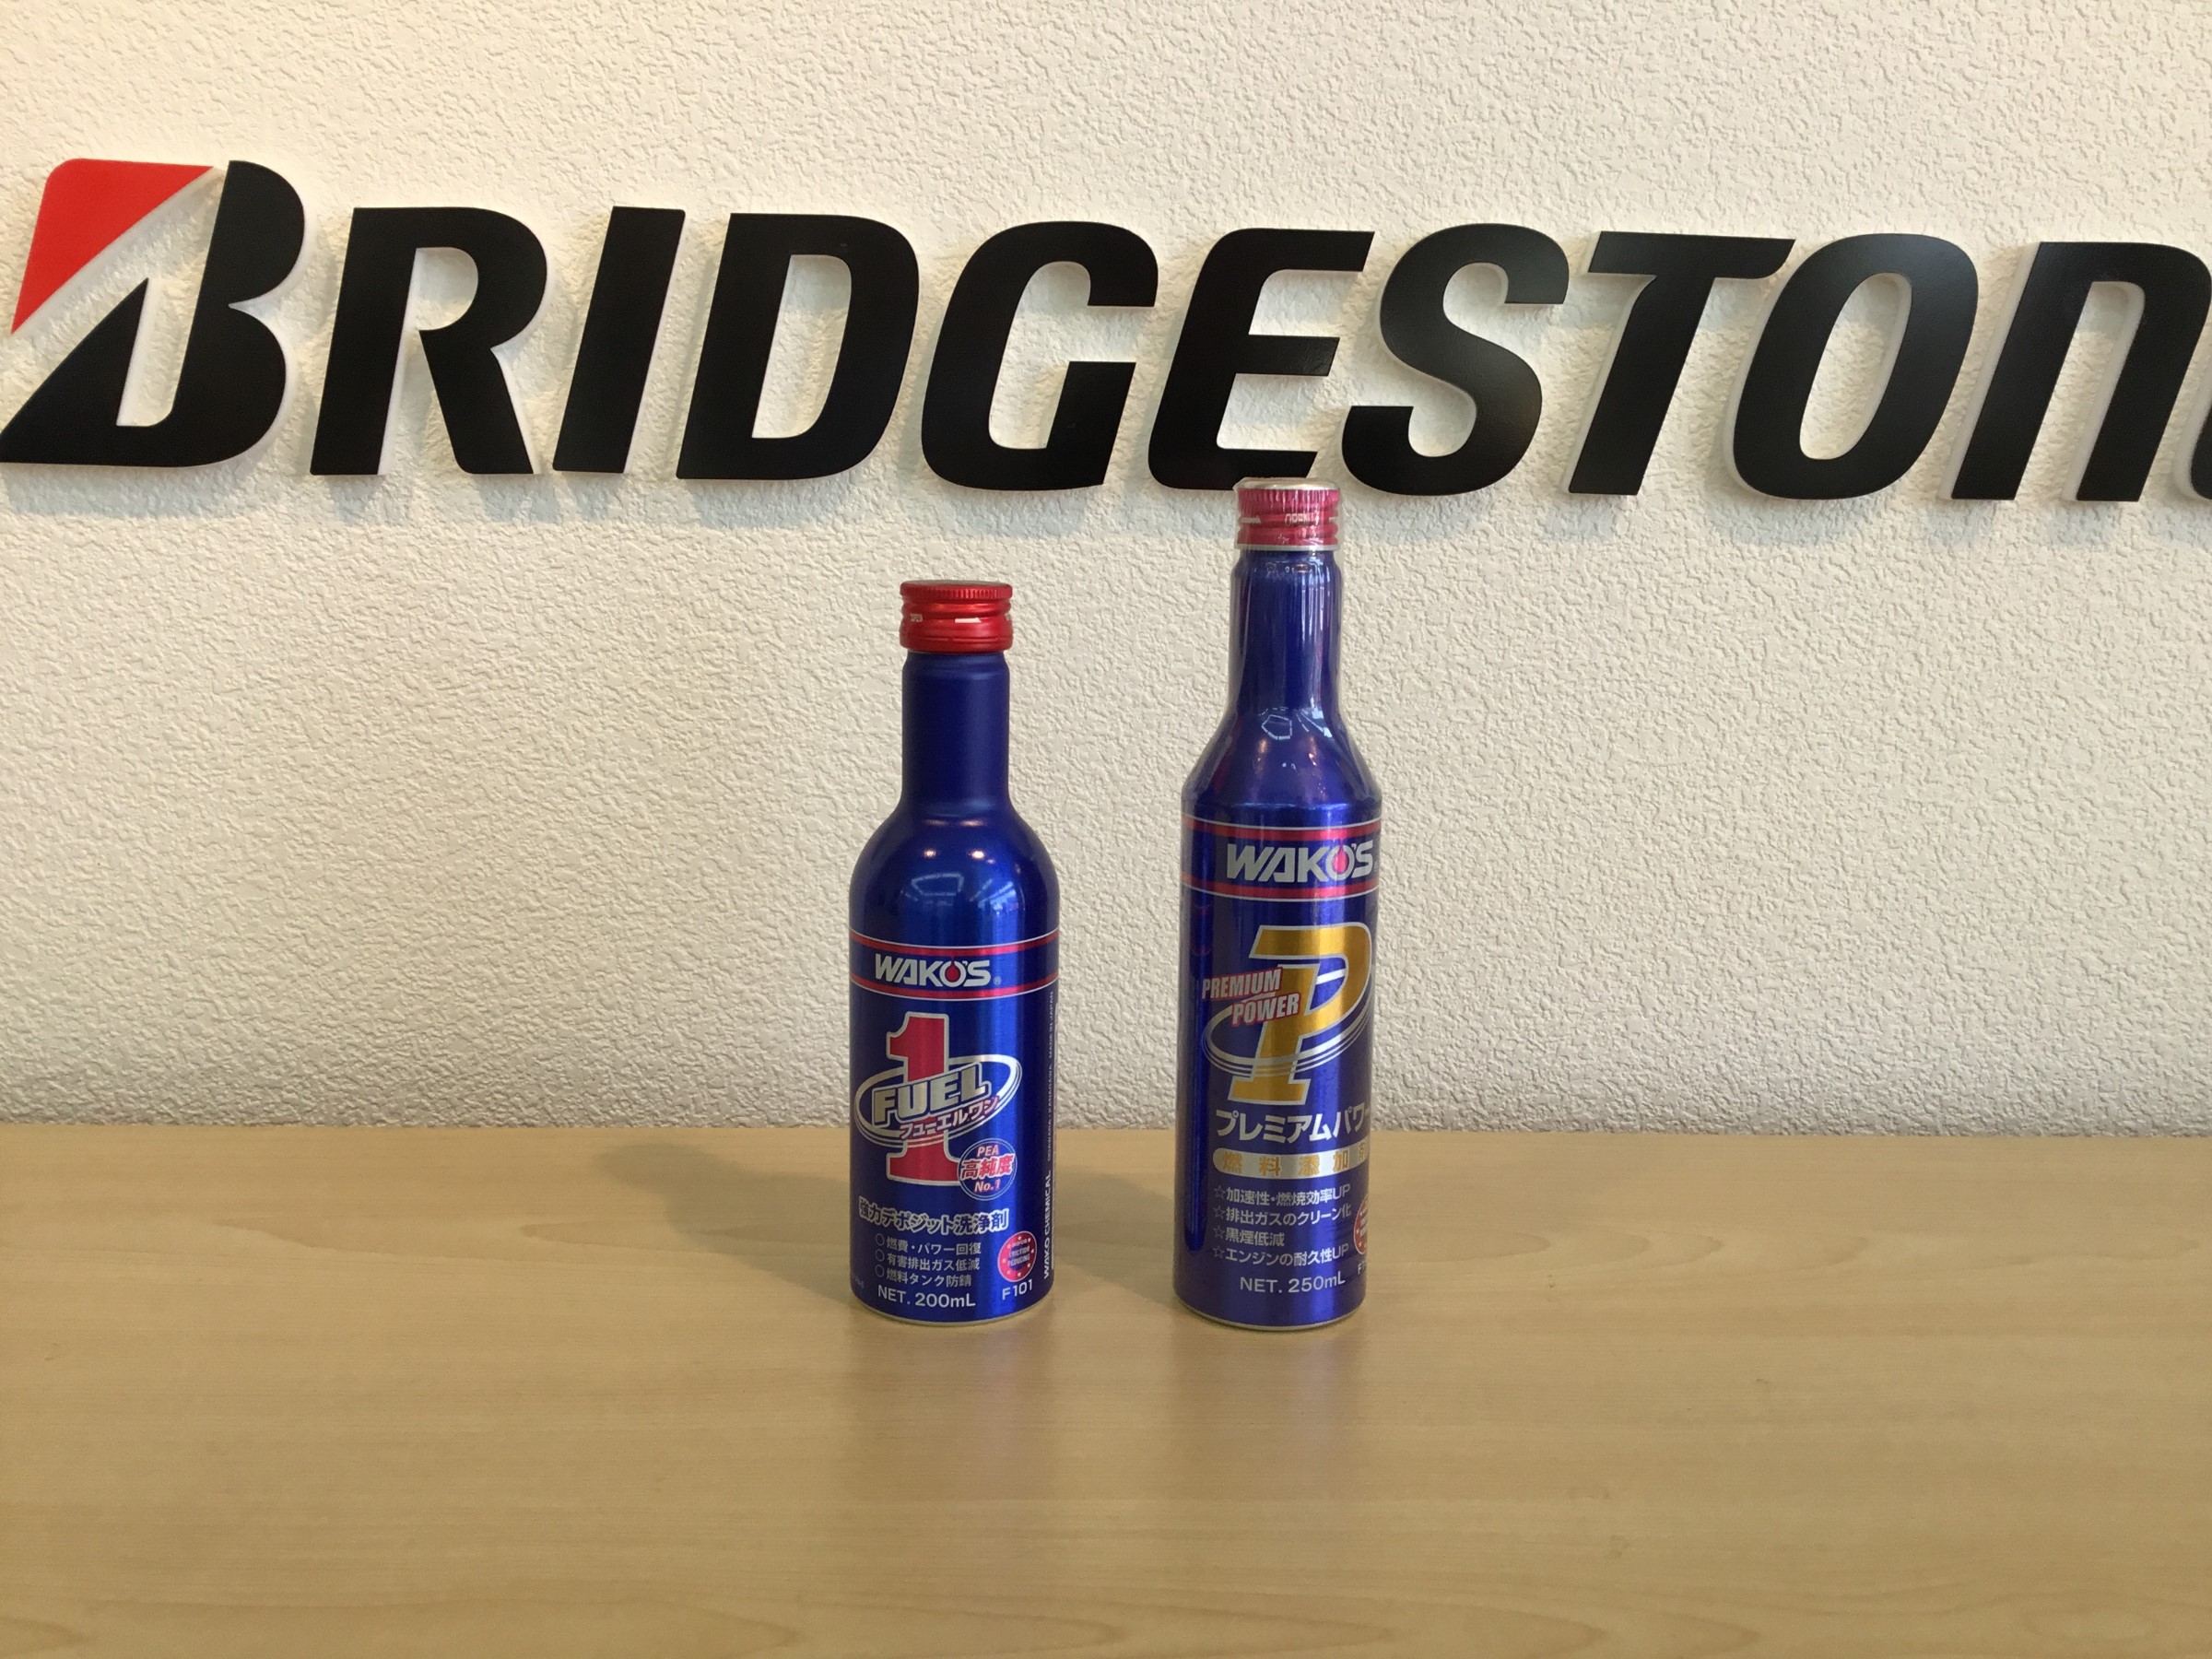 BRIDGESTON
WAKO'S
1
FUEL
フューエルワン
PEA
高純度
No.1
強力デポジット洗浄剤
○燃費・パワー回復
○有害排出ガス低減
○燃料タンク防錆
NET. 200mL
F101
WAKO CHEMICAL
WAKO'S
P
PREMIUM
POWER
プレミアムパワー
燃料添加
☆加速性・燃焼効率UP
☆排出ガスのクリーン化
☆黒煙低減
☆エンジンの耐久性UP
NET. 250mL